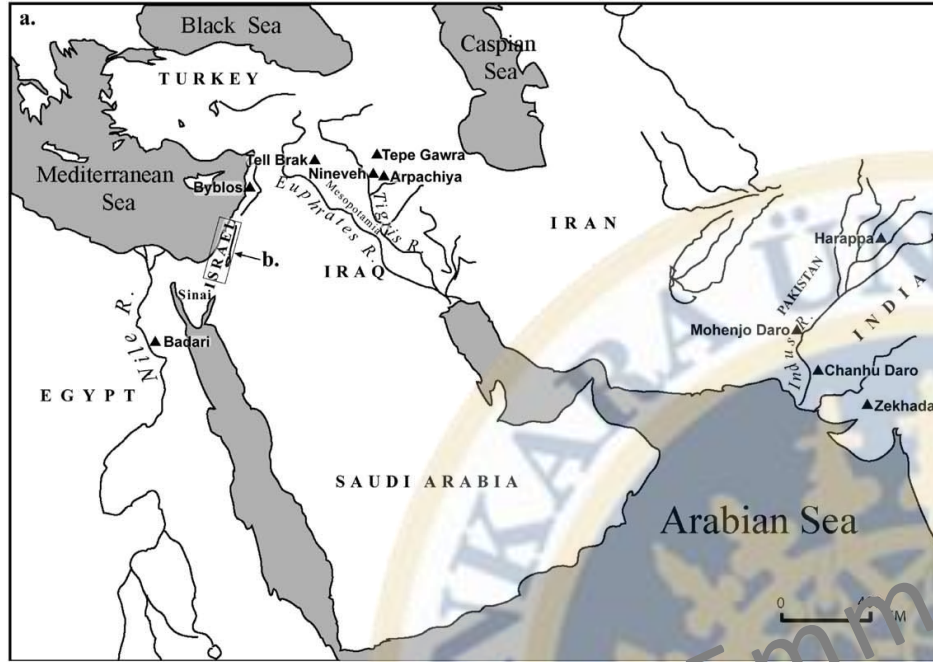 a.
Black Sea
Caspian
Sea
TURKEY
Tell Brak
Tepe Gawra
Nineveh
Arpachiya
Mediterranean
Sea
Byblos
Mesopotamia
Tigris R.
Euphrates R.
IRAN
ISRAEL
b.
IRAQ
Harappa
PAKISTAN
INDIA
Sinai
Nile R.
Badari
Mohenjo Daro
Indus R.
Chanhu Daro
EGYPT
Zekhada
SAUDI ARABIA
Arabian Sea
0